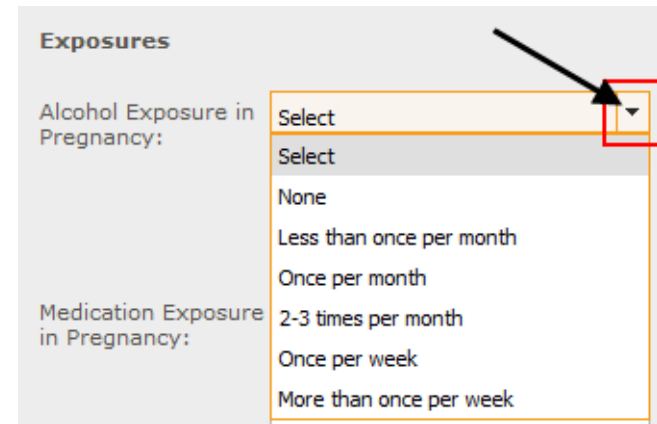 Exposures
Alcohol Exposure in
Pregnancy:
Select
Select
None
Less than once per month
Once per month
2-3 times per month
Once per week
More than once per week
Medication Exposure
in Pregnancy: